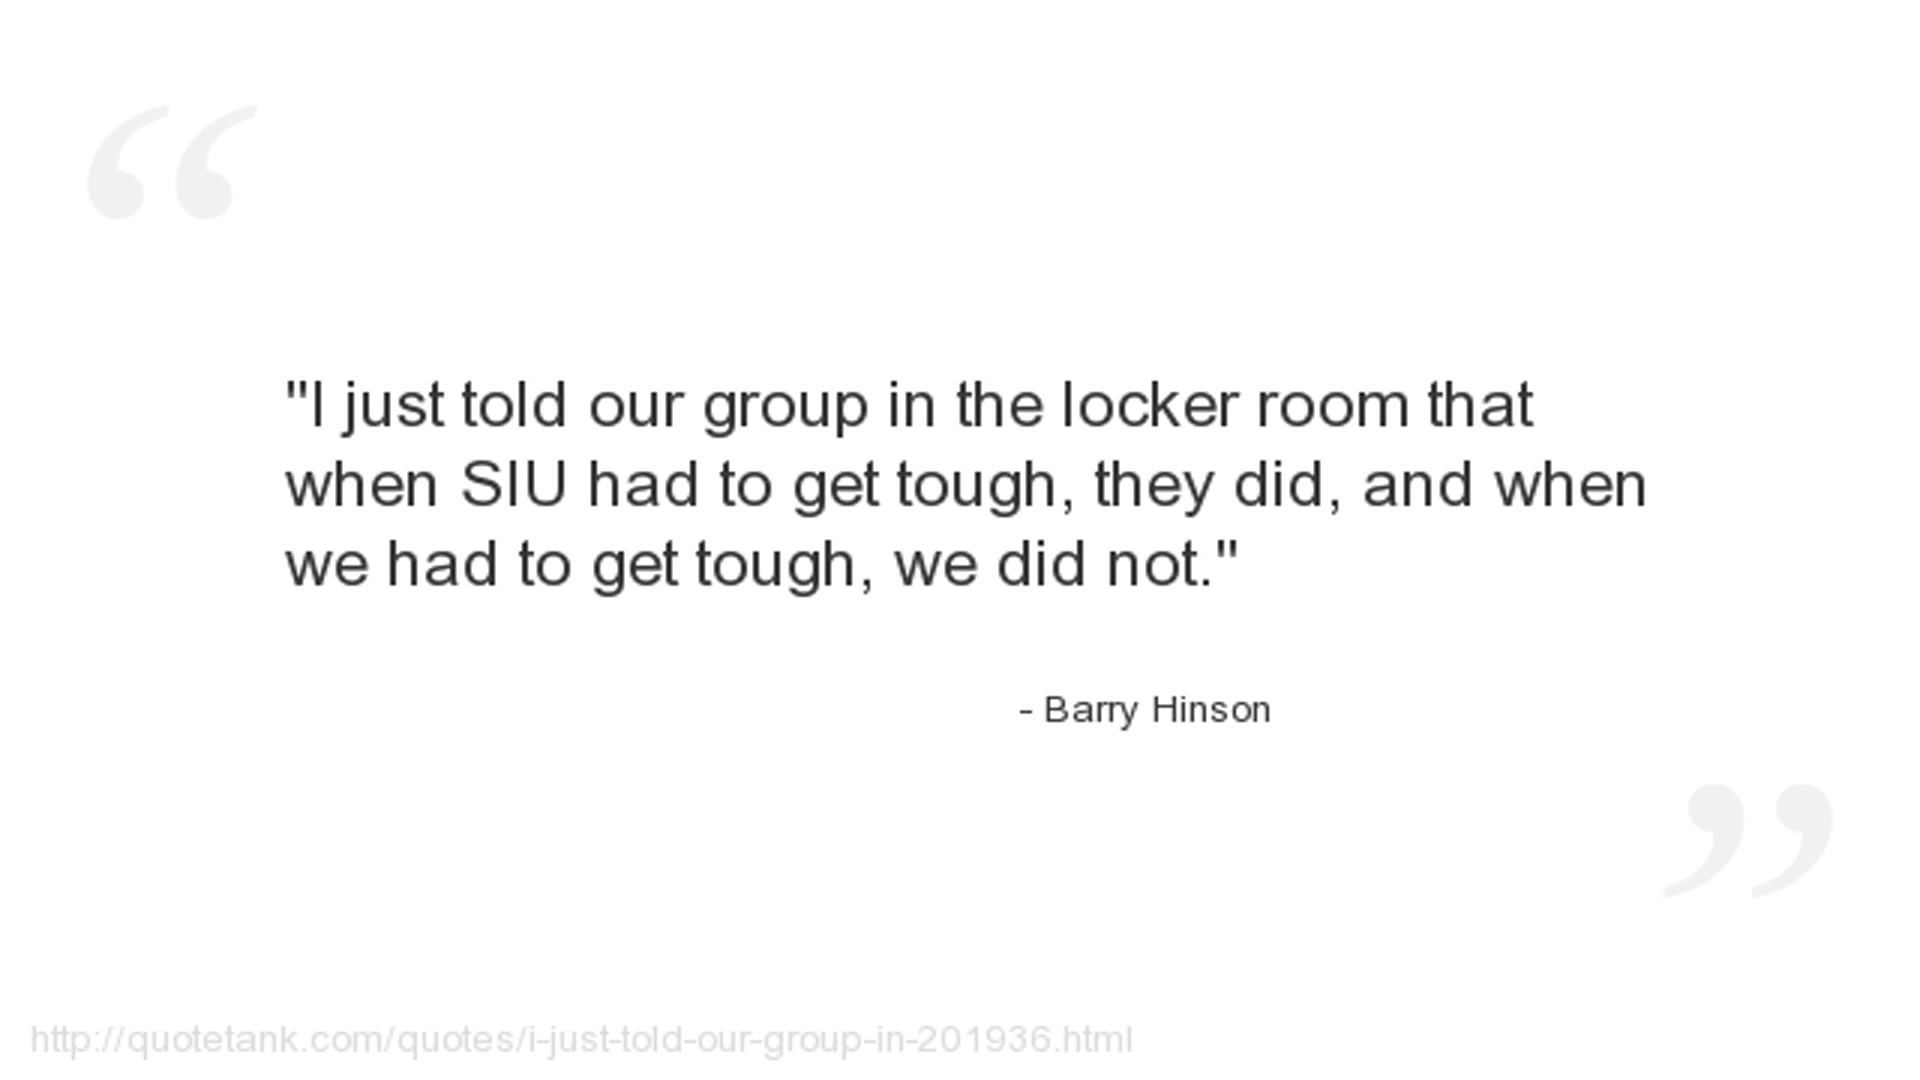 "I just told our group in the locker room that
when SIU had to get tough, they did, and when
we had to get tough, we did not."
- Barry Hinson
http://quotetank.com/quotes/i-just-told-our-group-in-201936.html